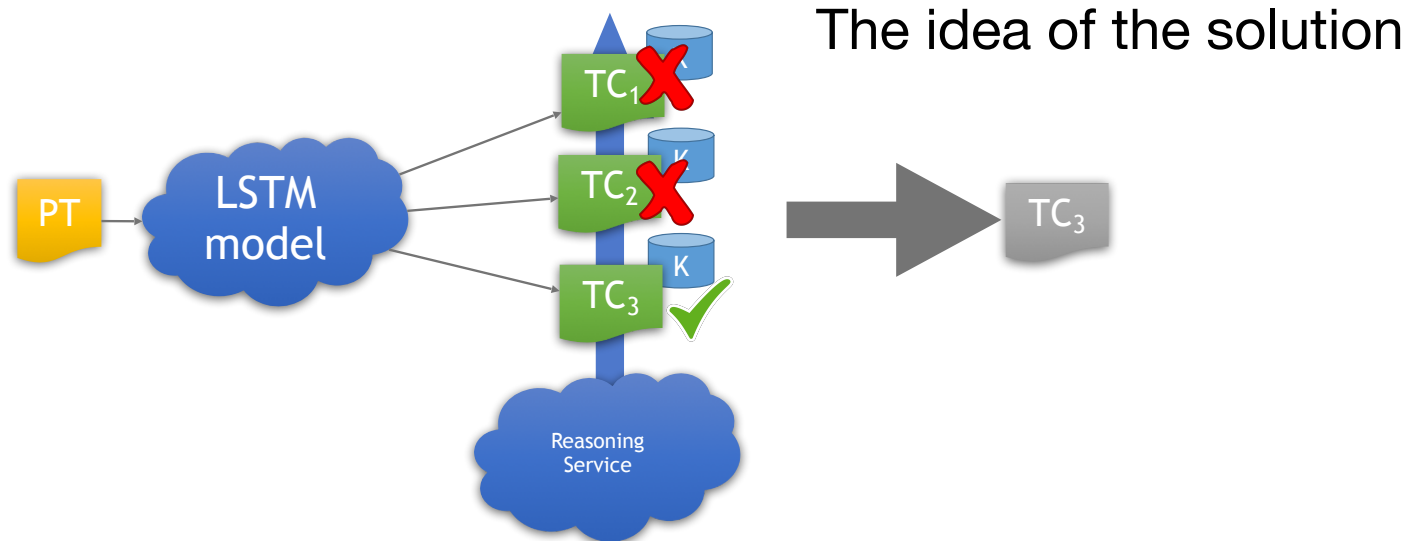 The idea of the solution
PT
LSTM
model
TC₁
TC₂
K
TC₃
K
TC₃
Reasoning
Service